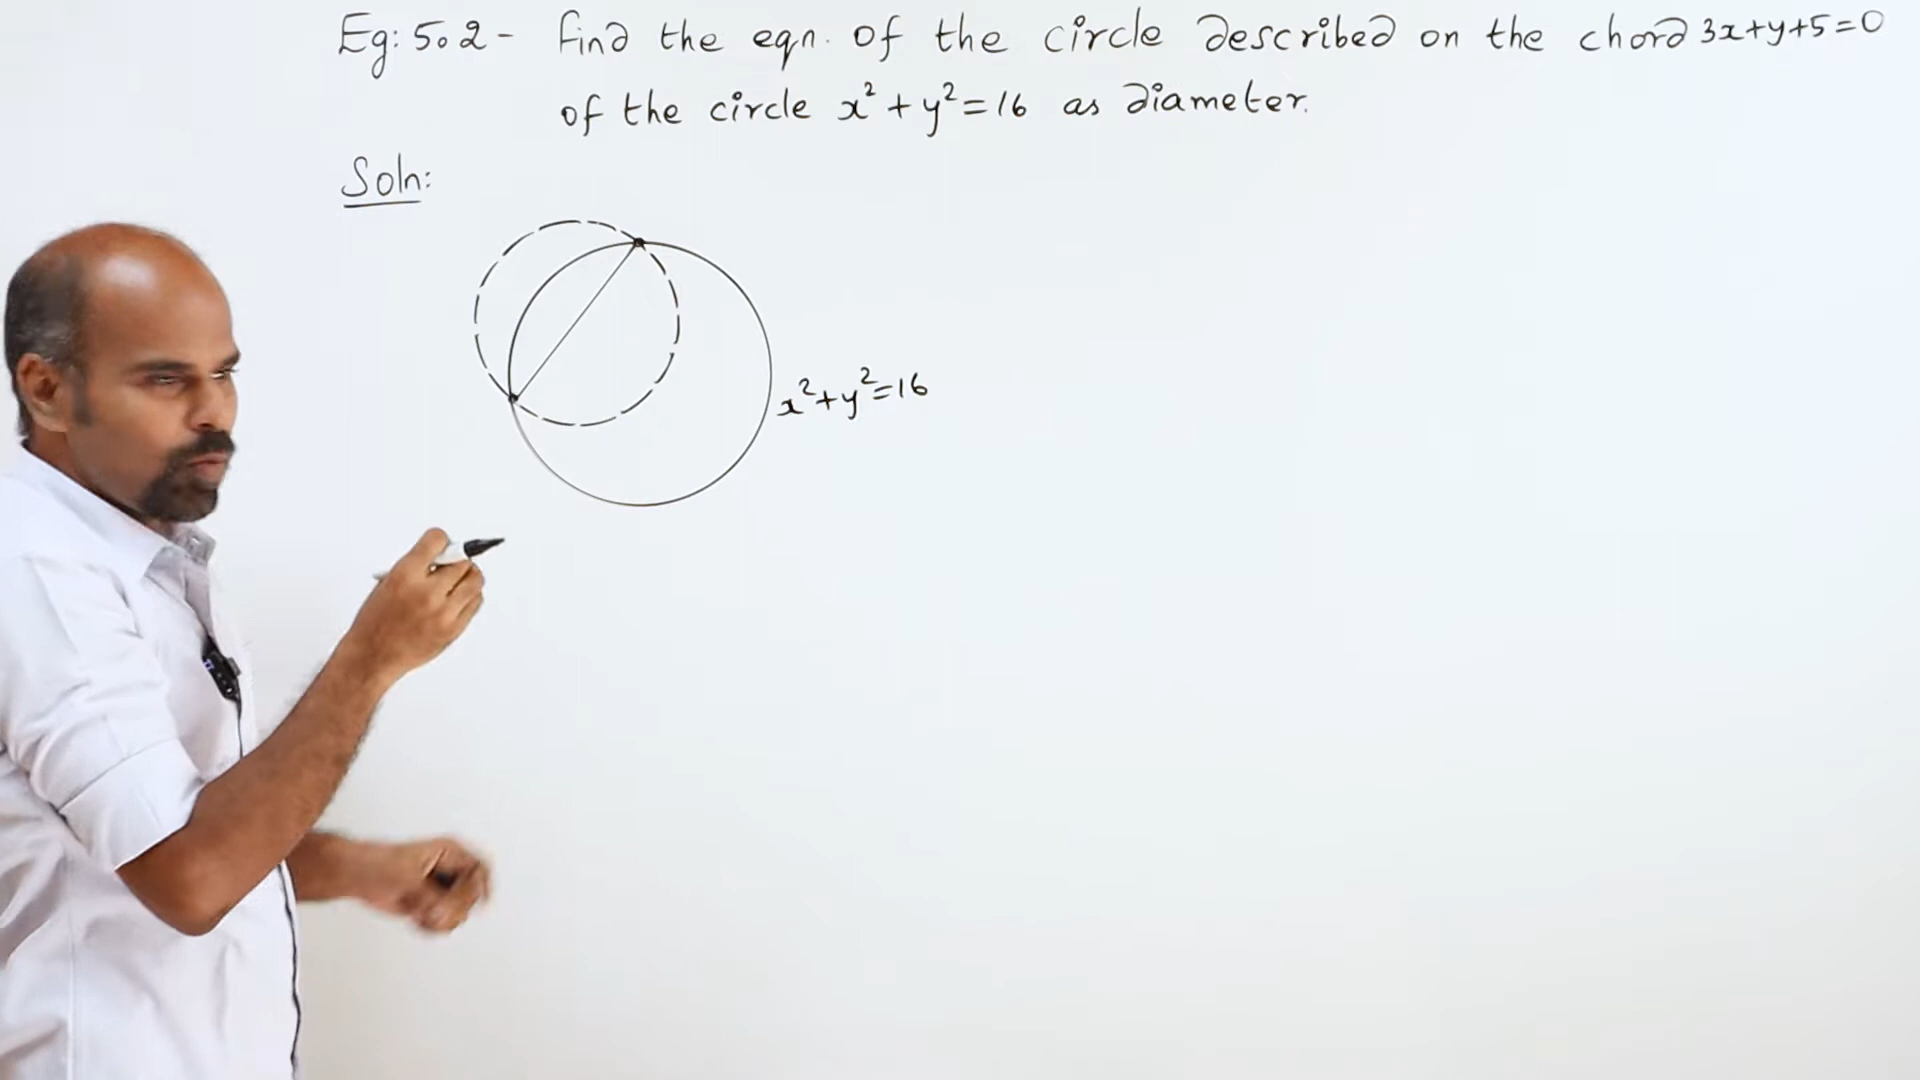 Eg: 5.2 - Find the eqn. of the circle described on the chord 3x+y+5=0
of the circle x²+y²=16 as diameter.
Soln:
x²+y²=16